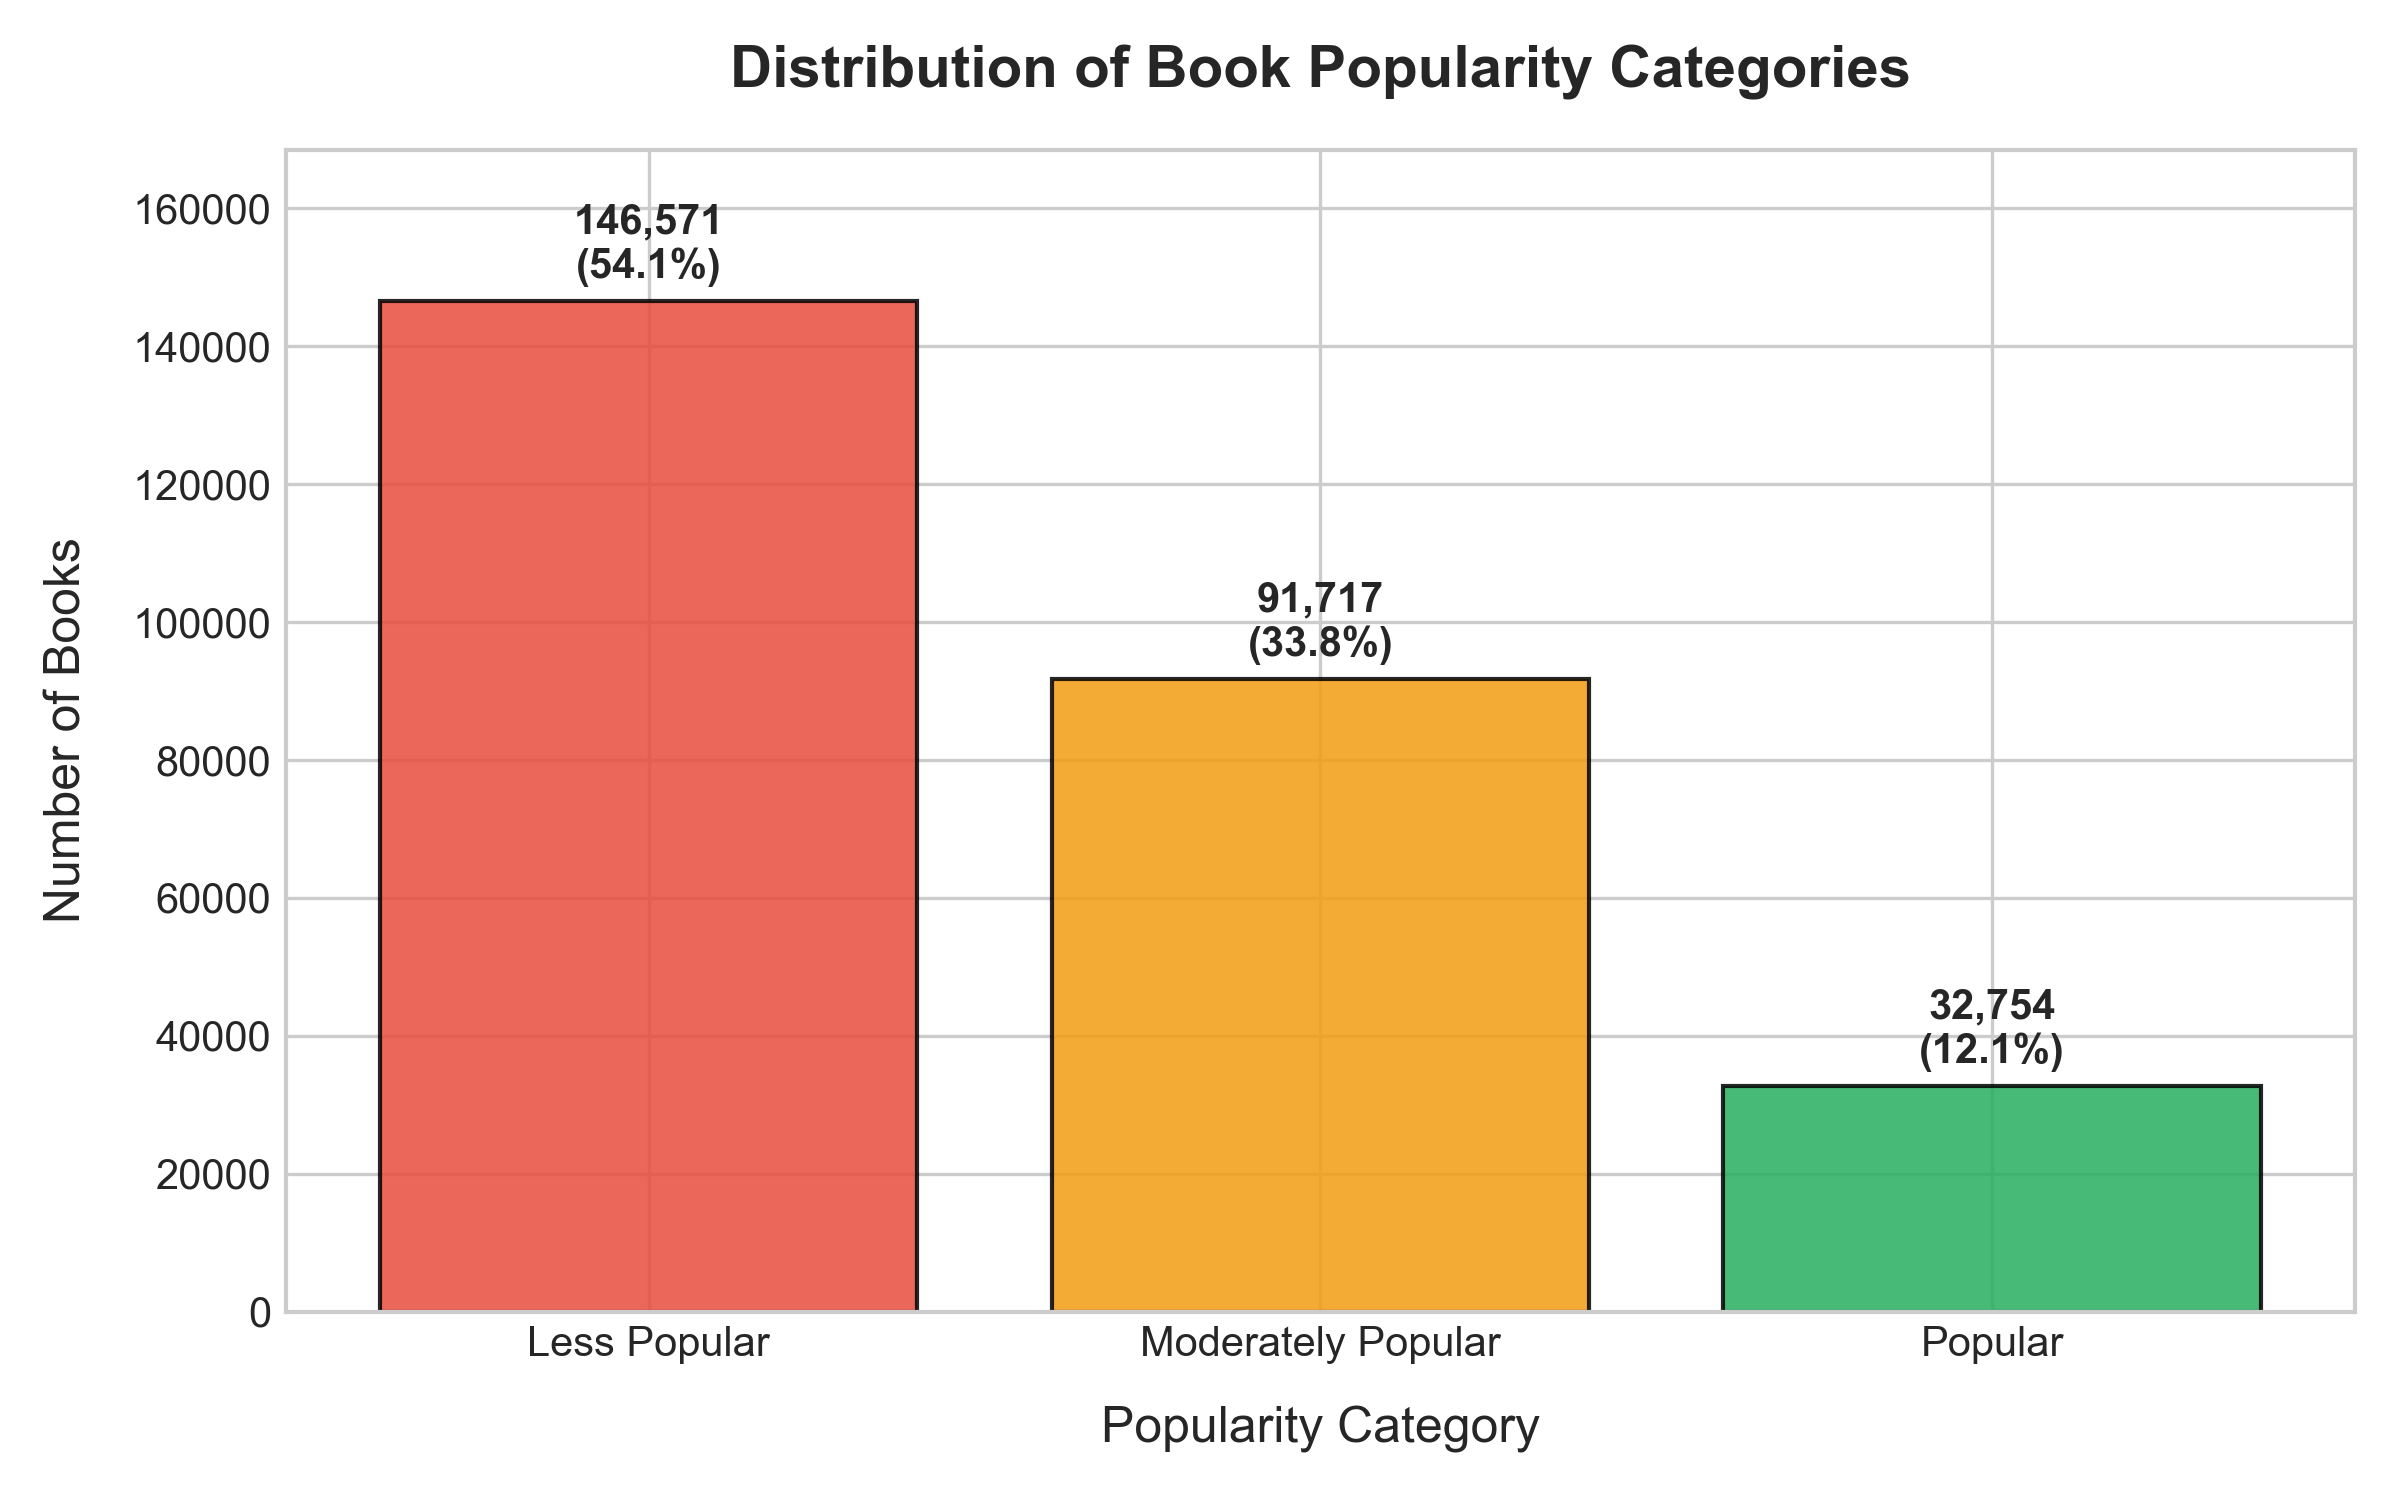 Distribution of Book Popularity Categories
Number of Books
160000
140000
120000
100000
80000
60000
40000
20000
0
146,571
(54.1%)
91,717
(33.8%)
32,754
(12.1%)
Less Popular
Moderately Popular
Popular
Popularity Category